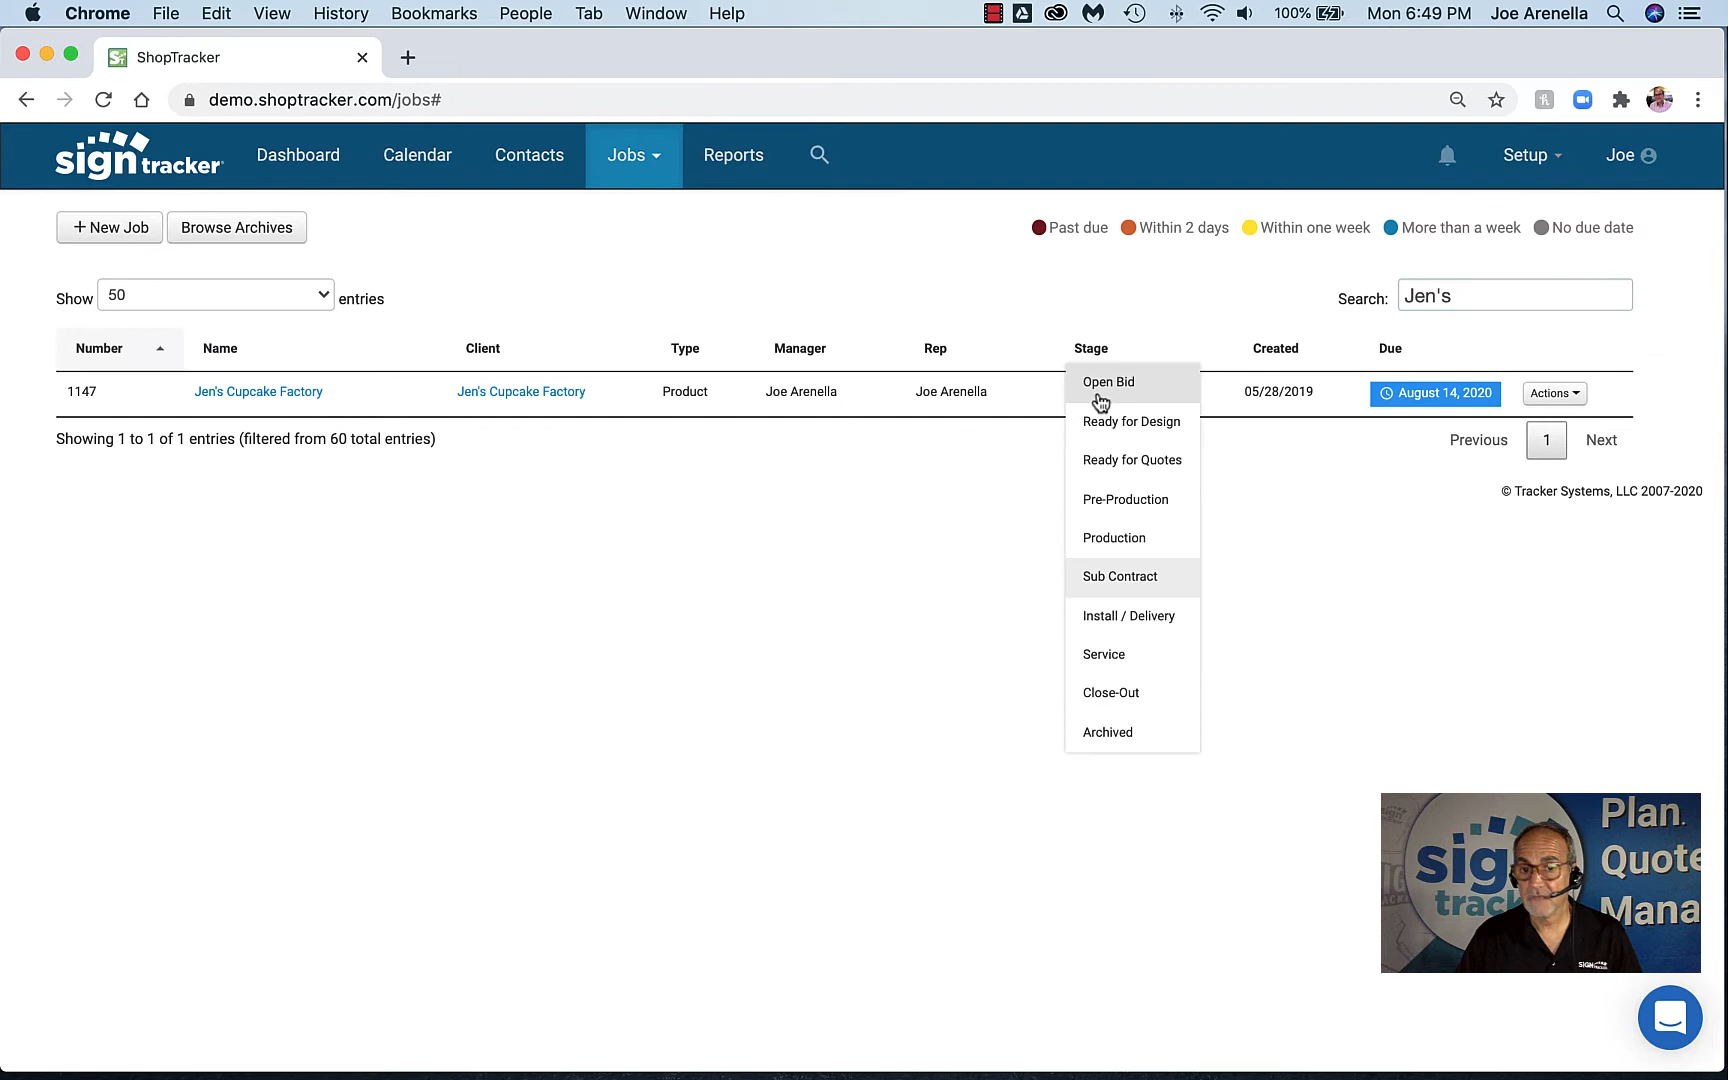 Chrome File Edit View History Bookmarks People Tab Window Help 100% Mon 6:49 PM Joe Arenella
ShopTracker
demo.shoptracker.com/jobs#
sign tracker Dashboard Calendar Contacts Jobs Reports Setup Joe
+ New Job Browse Archives Past due Within 2 days Within one week More than a week No due date
Show 50 entries Search: Jen's
Number Name Client Type Manager Rep Stage Created Due
1147 Jen's Cupcake Factory Jen's Cupcake Factory Product Joe Arenella Joe Arenella 05/28/2019 August 14, 2020 Actions
Open Bid
Ready for Design
Ready for Quotes
Pre-Production
Production
Sub Contract
Install / Delivery
Service
Close-Out
Archived
Showing 1 to 1 of 1 entries (filtered from 60 total entries) Previous 1 Next
© Tracker Systems, LLC 2007-2020
Plan.
Quote
Mana
sig
track